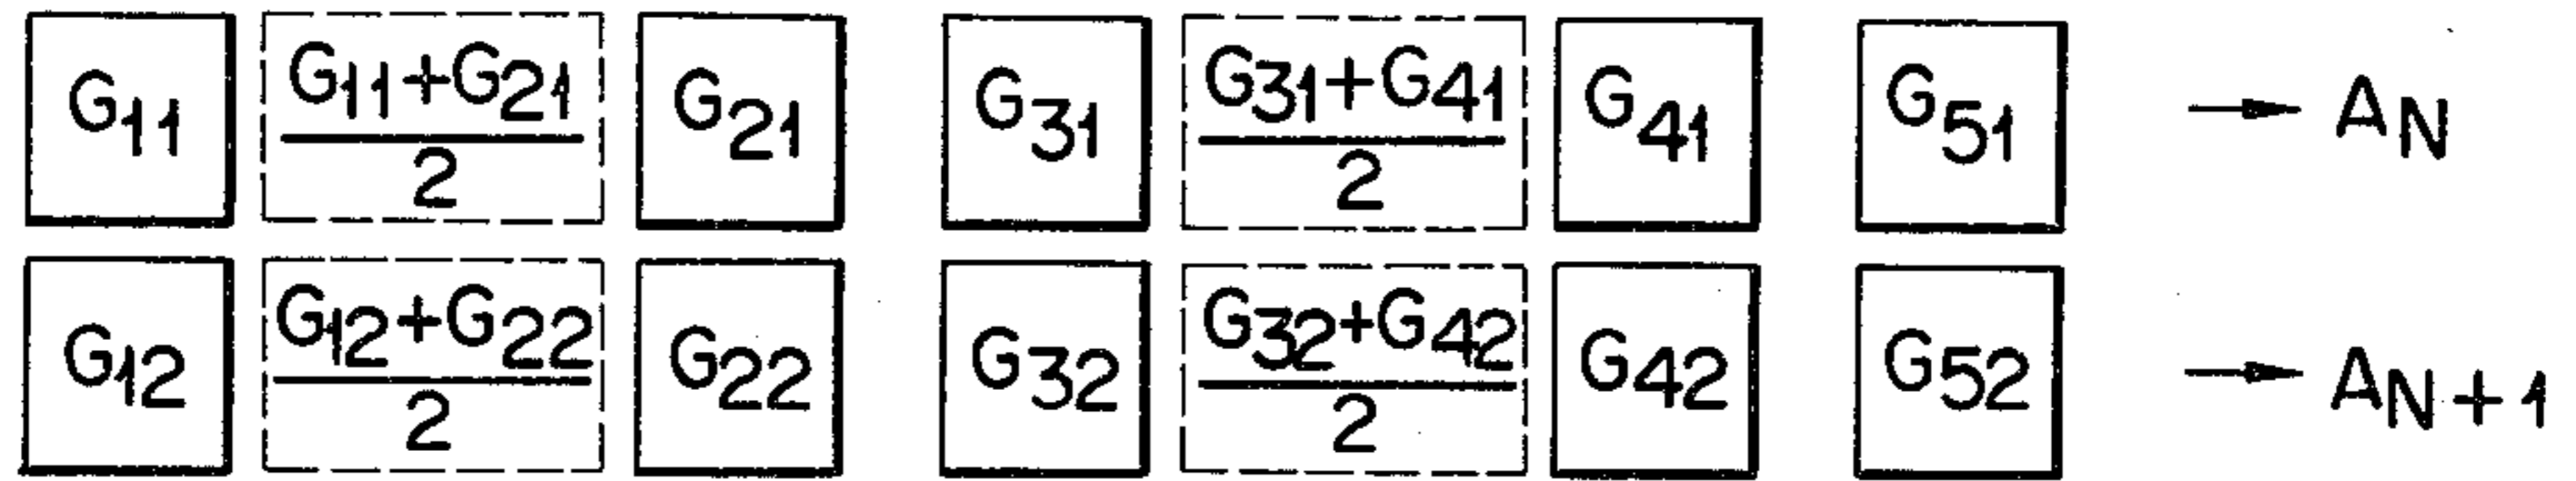 G11 (G11+G21)/2 G21 G31 (G31+G41)/2 G41 G51 → AN
G12 (G12+G22)/2 G22 G32 (G32+G42)/2 G42 G52 → AN+1